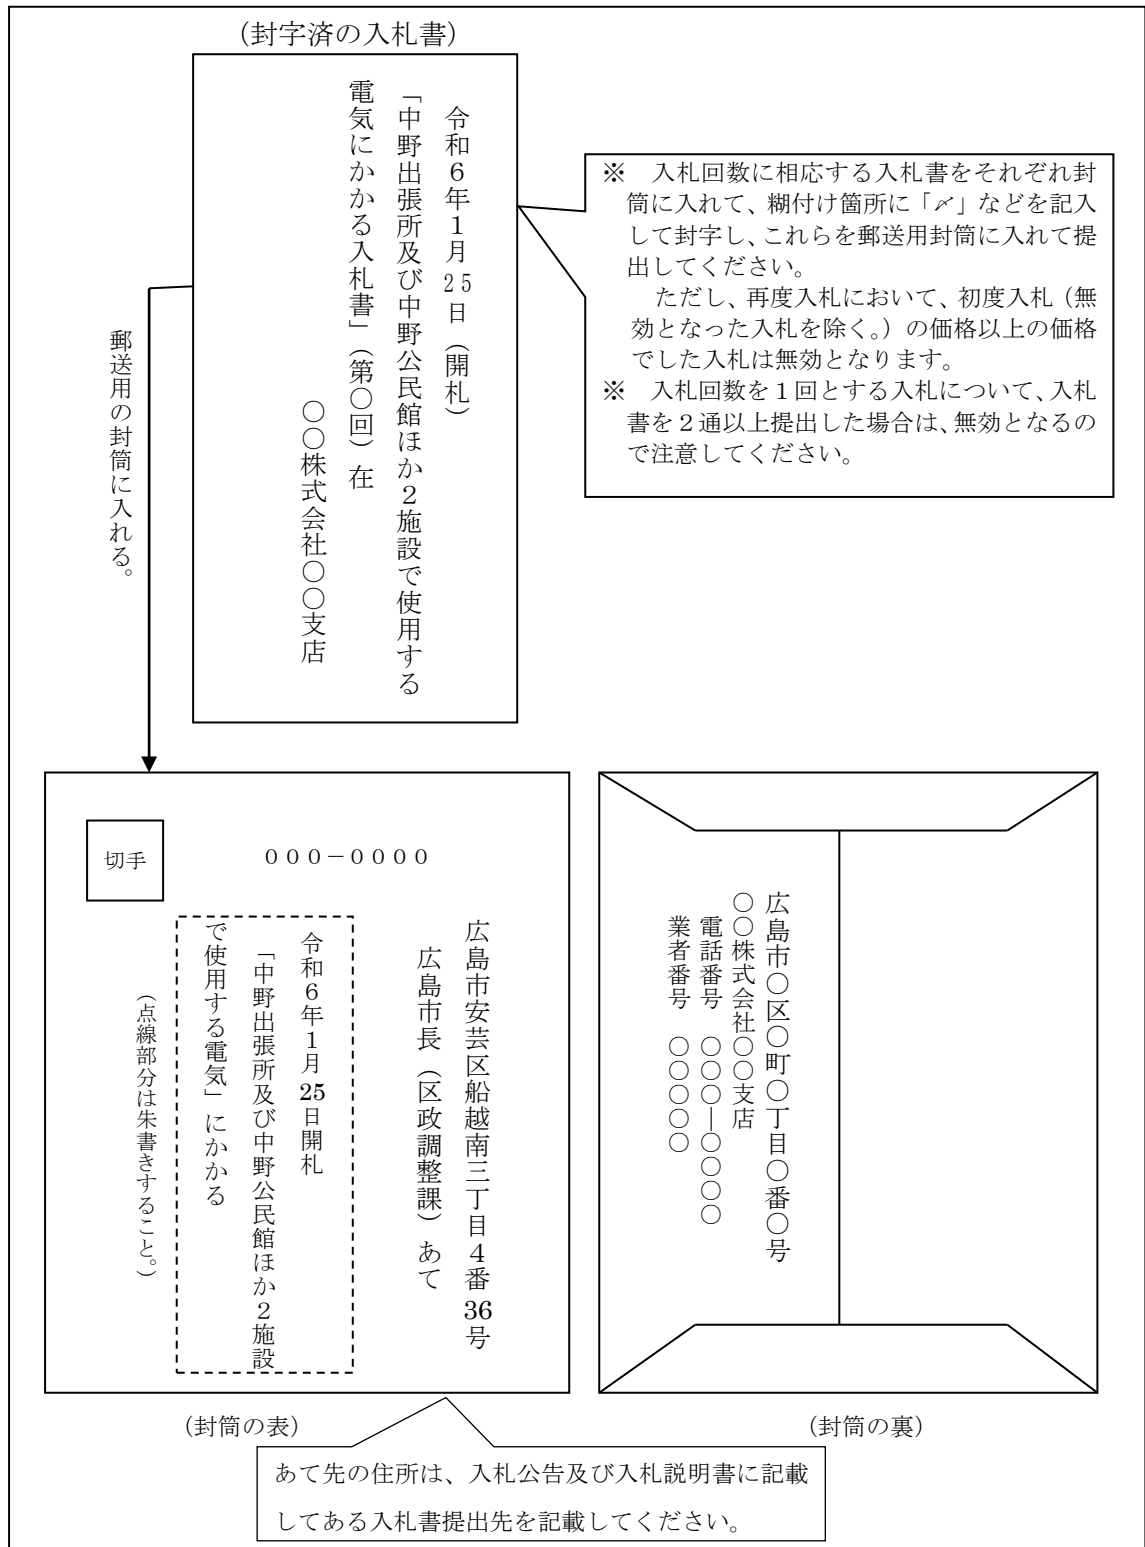 (封字済の入札書)
令和６年１月25日(開札)
「中野出張所及び中野公民館ほか２施設で使用する
電気にかかる入札書」(第〇回)在
〇〇株式会社〇〇支店
※　入札回数に相応する入札書をそれぞれ封
筒に入れて、糊付け箇所に「〆」などを記入
して封字し、これらを郵送用封筒に入れて提
出してください。
ただし、再度入札において、初度入札（無
効となった入札を除く。）の価格以上の価格
でした入札は無効となります。
※　入札回数を１回とする入札について、入札
書を２通以上提出した場合は、無効となるの
で注意してください。
郵送用の封筒に入れる。
切手
０００－００００
広島市安芸区船越南三丁目４番36号
広島市長（区政調整課）あて
令和６年１月25日開札
「中野出張所及び中野公民館ほか２施設
で使用する電気」にかかる
（点線部分は朱書きすること。）
(封筒の表)
広島市〇区〇町〇丁目〇番〇号
〇〇株式会社〇〇支店
電話番号　〇〇〇―〇〇〇〇
業者番号　〇〇〇〇〇
(封筒の裏)
あて先の住所は、入札公告及び入札説明書に記載
してある入札書提出先を記載してください。